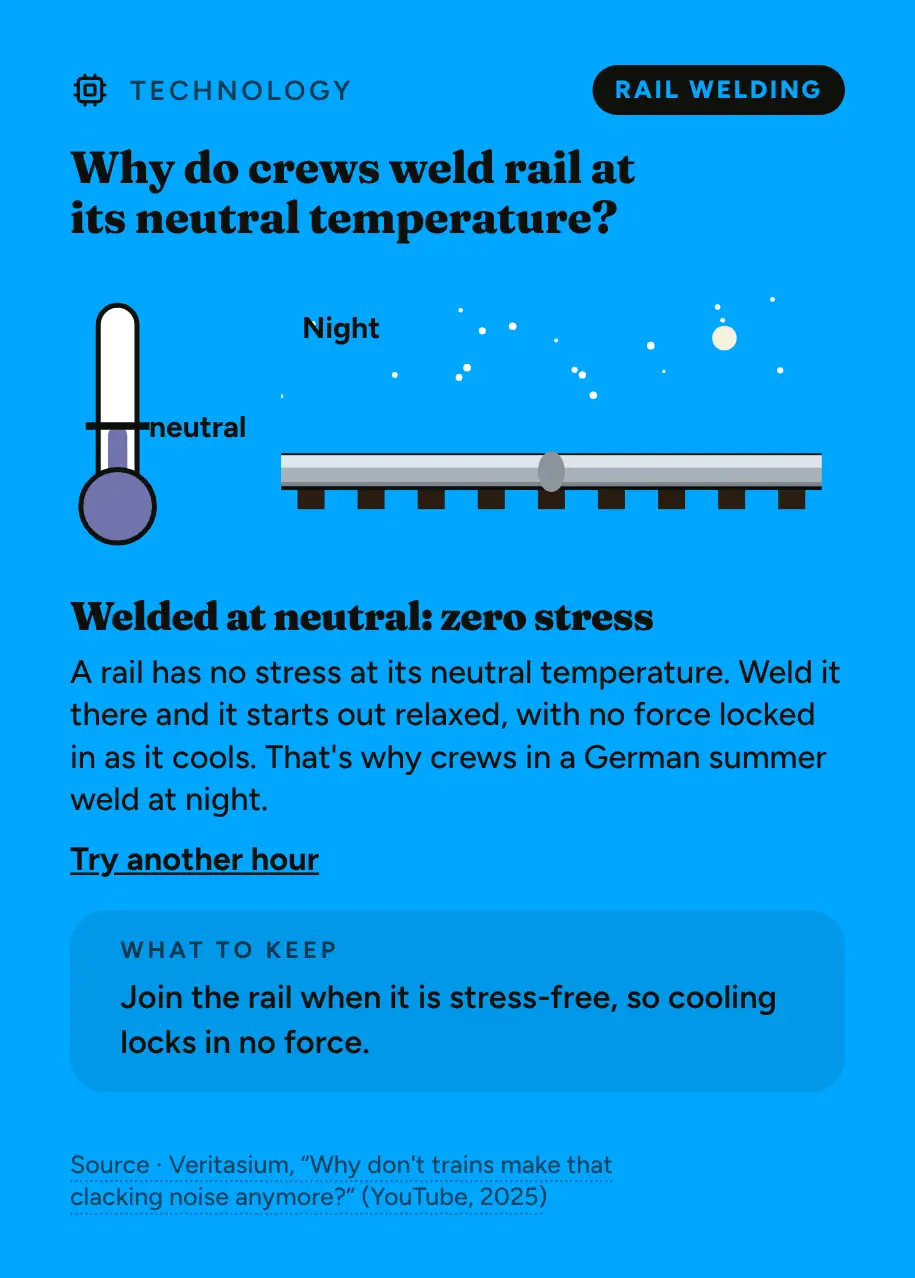 TECHNOLOGY
RAIL WELDING
Why do crews weld rail at
its neutral temperature?
Night
neutral
Welded at neutral: zero stress
A rail has no stress at its neutral temperature. Weld it
there and it starts out relaxed, with no force locked
in as it cools. That's why crews in a German summer
weld at night.
Try another hour
WHAT TO KEEP
Join the rail when it is stress-free, so cooling
locks in no force.
Source · Veritasium, “Why don't trains make that
clacking noise anymore?” (YouTube, 2025)